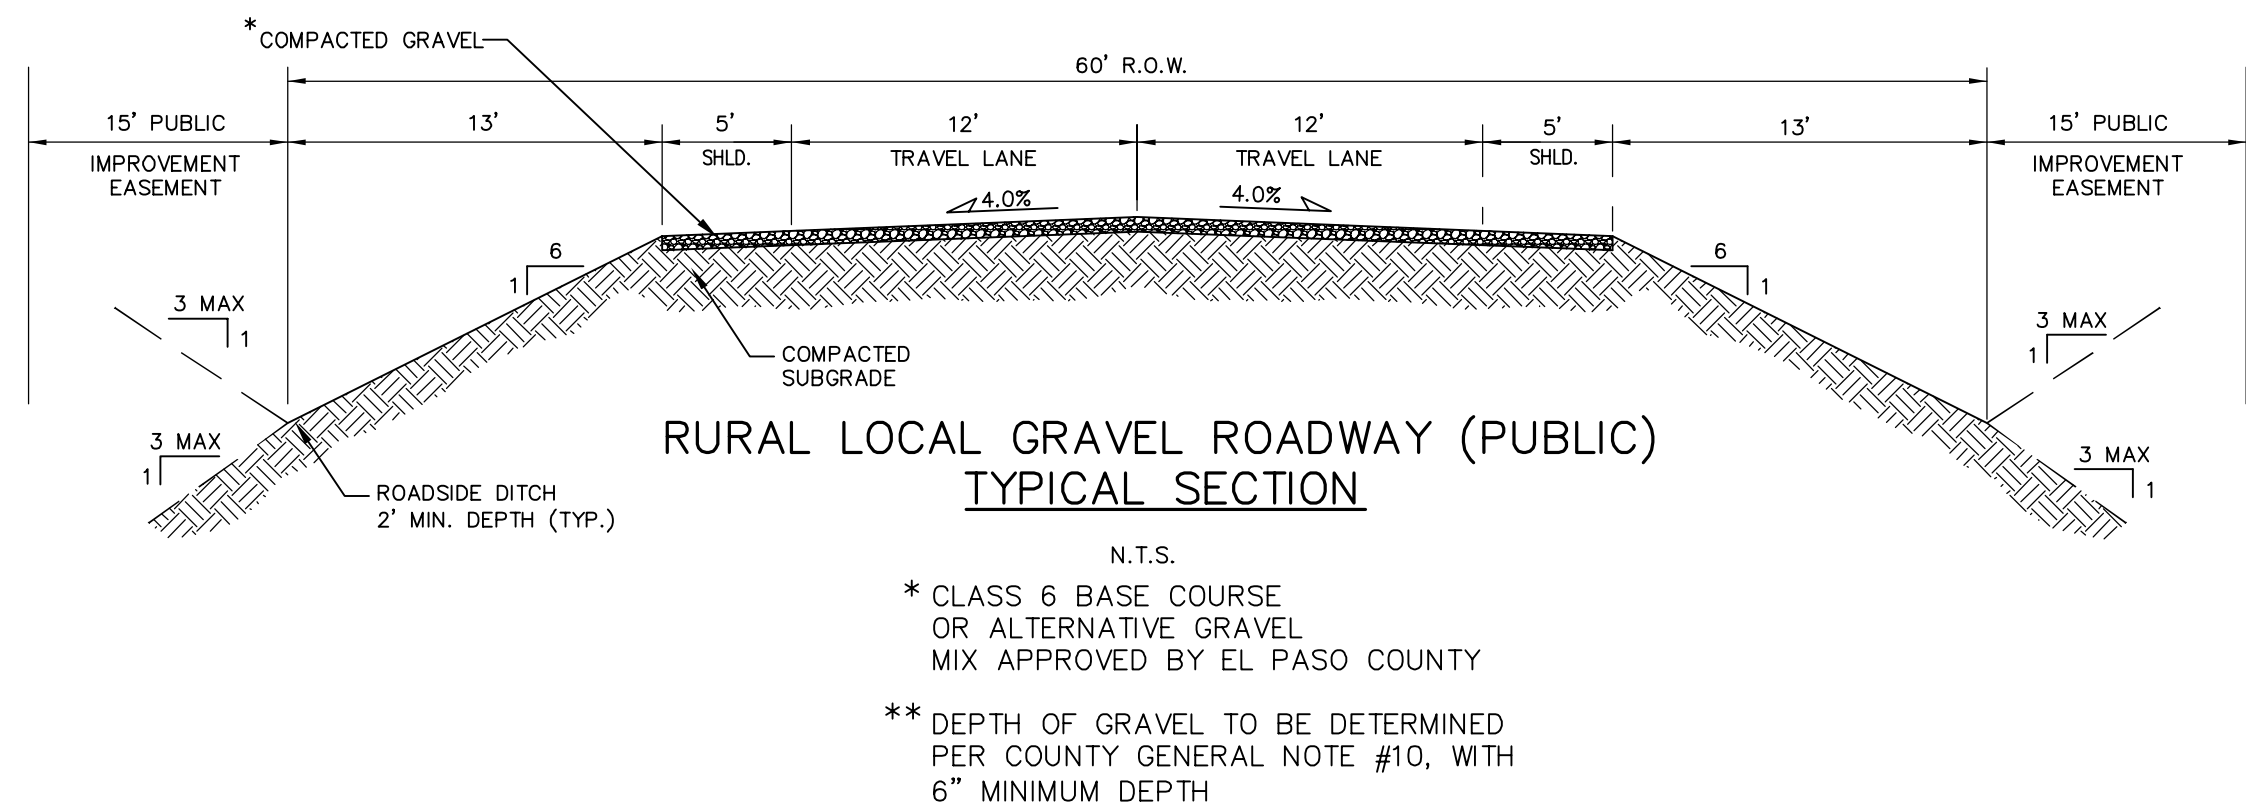 *COMPACTED GRAVEL
60' R.O.W.
15' PUBLIC
IMPROVEMENT
EASEMENT
13'
5'
SHLD.
12'
TRAVEL LANE
12'
TRAVEL LANE
5'
SHLD.
13'
15' PUBLIC
IMPROVEMENT
EASEMENT
4.0%
4.0%
6
1
6
1
3 MAX
1
3 MAX
1
COMPACTED
SUBGRADE
3 MAX
1
3 MAX
1
ROADSIDE DITCH
2' MIN. DEPTH (TYP.)
RURAL LOCAL GRAVEL ROADWAY (PUBLIC)
TYPICAL SECTION
N.T.S.
* CLASS 6 BASE COURSE
OR ALTERNATIVE GRAVEL
MIX APPROVED BY EL PASO COUNTY
** DEPTH OF GRAVEL TO BE DETERMINED
PER COUNTY GENERAL NOTE #10, WITH
6" MINIMUM DEPTH